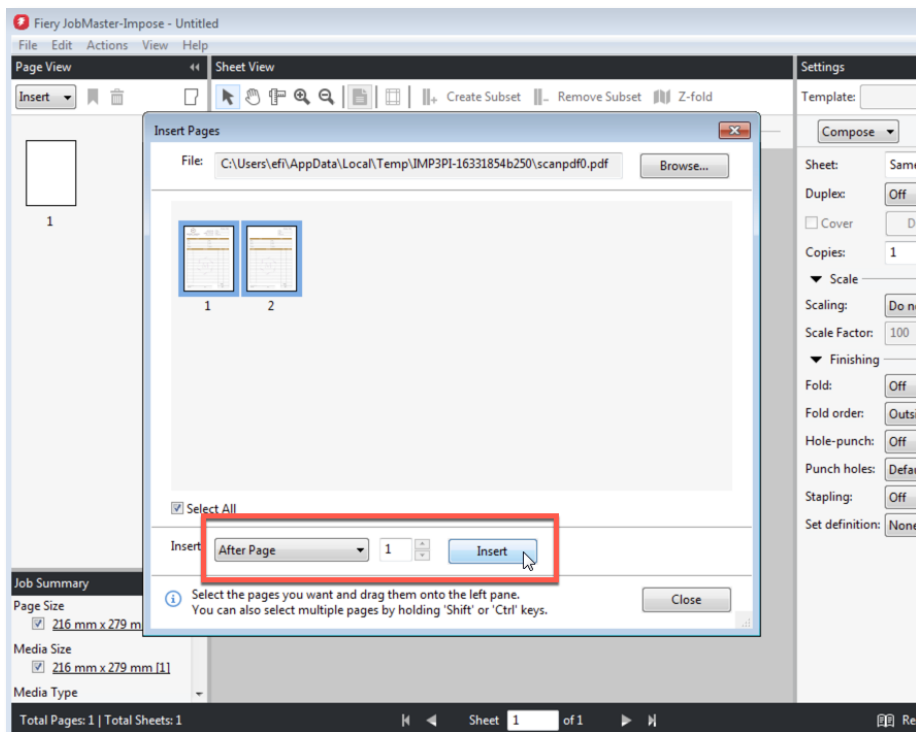 Fiery JobMaster-Impose - Untitled
File Edit Actions View Help
Page View
Sheet View
Settings
Insert
Create Subset
Remove Subset
Z-fold
Template:
Insert Pages
Compose
File: C:\Users\efi\AppData\Local\Temp\IMP3PI-16331854b250\scanpdf0.pdf
Browse...
Sheet:
Duplex: Off
Cover
Copies: 1
Scale
Scaling: Do
Scale Factor: 100
Finishing
Fold: Off
Fold order:
Hole-punch: Off
Punch holes:
Stapling: Off
Set definition: None
1
1
2
Select All
Insert
After Page
1
Insert
Select the pages you want and drag them onto the left pane.
You can also select multiple pages by holding 'Shift' or 'Ctrl' keys.
Close
Job Summary
Page Size
216 mm x 279 m
Media Size
216 mm x 279 mm [1]
Media Type
Total Pages: 1 | Total Sheets: 1
Sheet 1 of 1